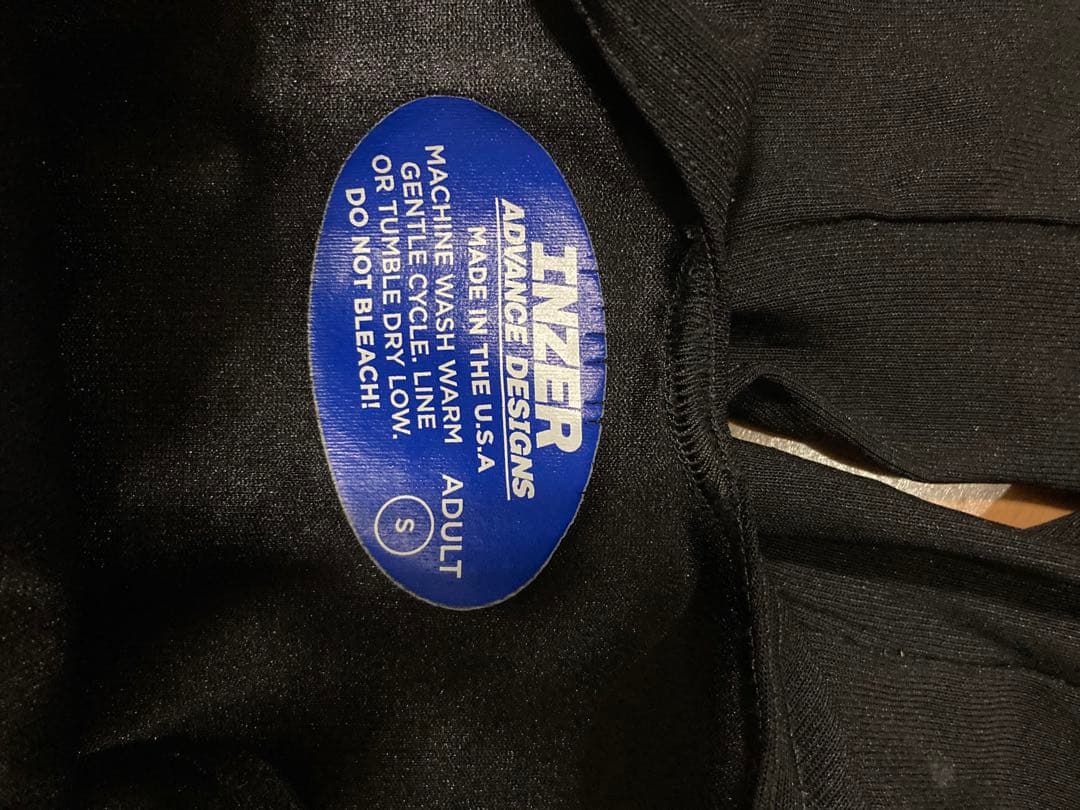 INZER
ADVANCE DESIGNS
MADE IN THE U.S.A
MACHINE WASH WARM
GENTLE CYCLE. LINE
OR TUMBLE DRY LOW.
DO NOT BLEACH!
ADULT
S